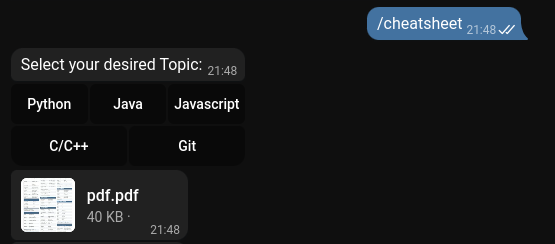 /cheatsheet 21:48
Select your desired Topic: 21:48
Python Java Javascript
C/C++ Git
pdf.pdf
40 KB ·
21:48